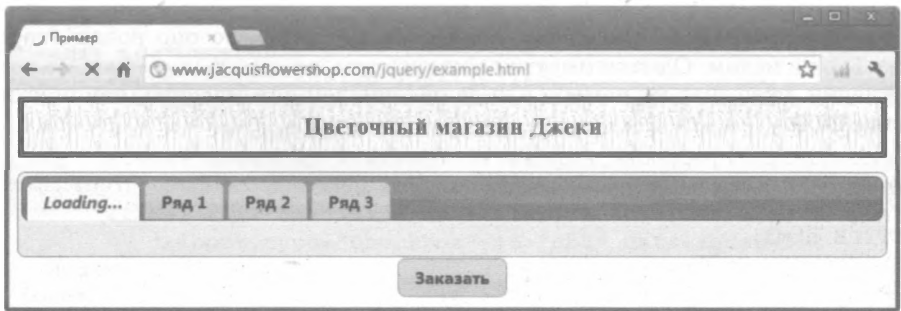 Пример
www.jacquisflowershop.com/jquery/example.html
Цветочный магазин Джеки
Loading... Ряд 1 Ряд 2 Ряд 3
Заказать